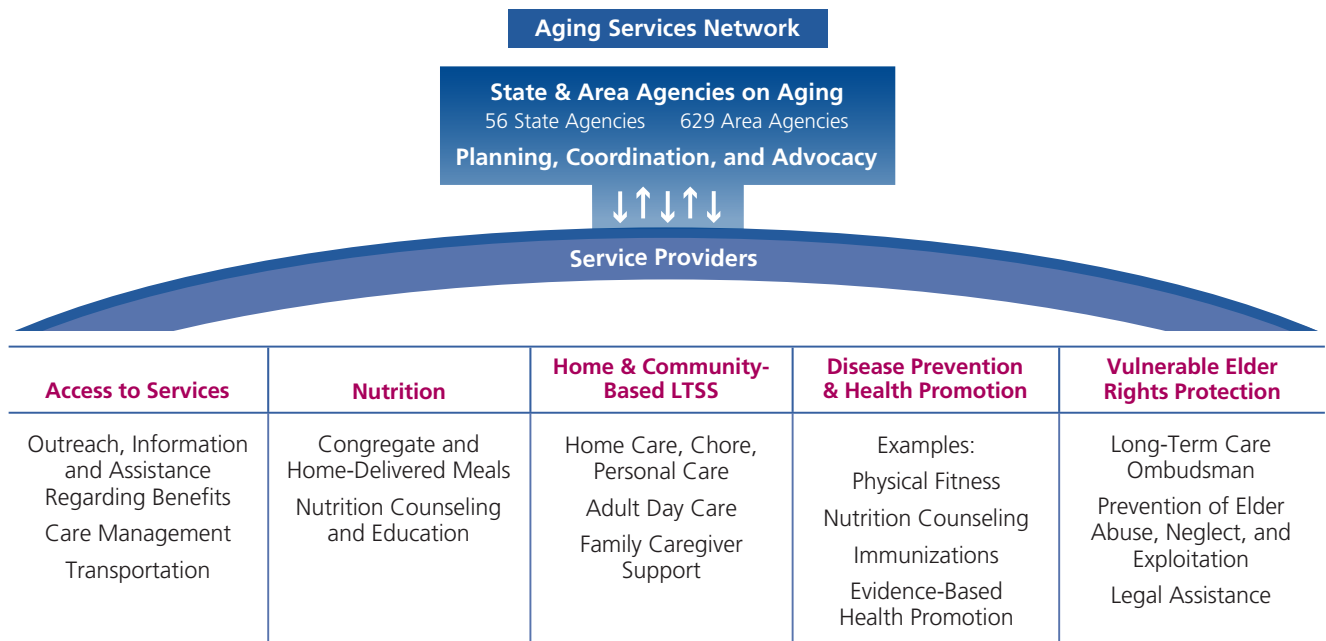 Aging Services Network
State & Area Agencies on Aging
56 State Agencies 629 Area Agencies
Planning, Coordination, and Advocacy
Service Providers
Access to Services
Outreach, Information
and Assistance
Regarding Benefits
Care Management
Transportation
Nutrition
Congregate and
Home-Delivered Meals
Nutrition Counseling
and Education
Home & Community-
Based LTSS
Home Care, Chore,
Personal Care
Adult Day Care
Family Caregiver
Support
Disease Prevention
& Health Promotion
Examples:
Physical Fitness
Nutrition Counseling
Immunizations
Evidence-Based
Health Promotion
Vulnerable Elder
Rights Protection
Long-Term Care
Ombudsman
Prevention of Elder
Abuse, Neglect, and
Exploitation
Legal Assistance